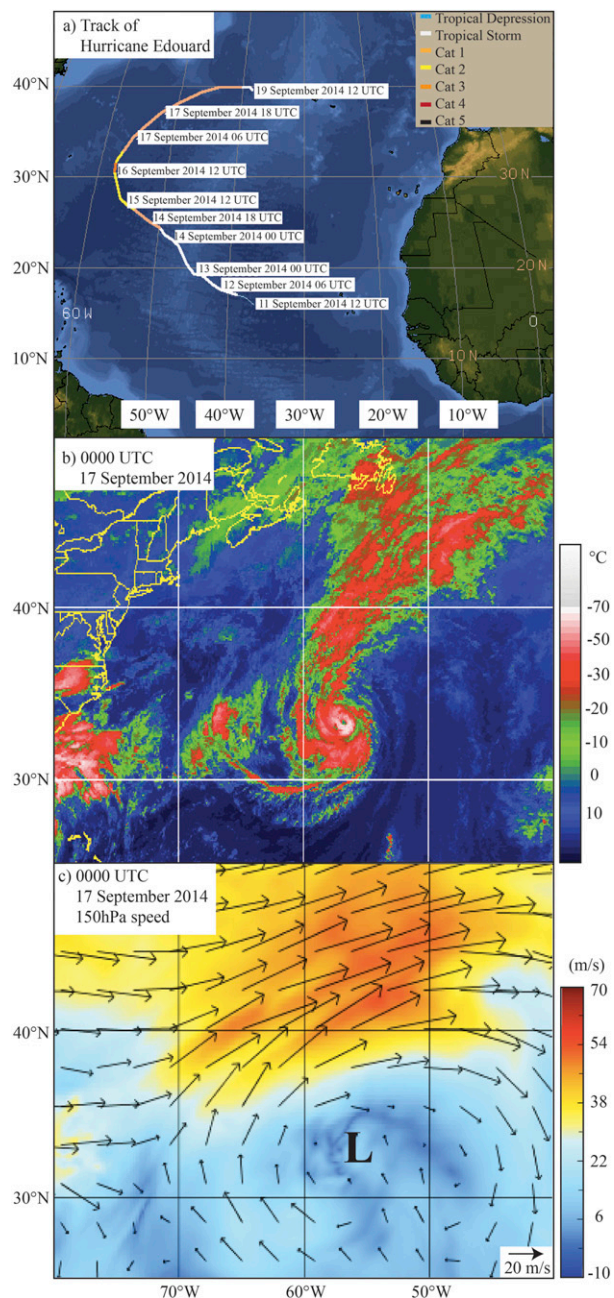 a) Track of
Hurricane Edouard
Tropical Depression
Tropical Storm
Cat 1
Cat 2
Cat 3
Cat 4
Cat 5
40°N
30°N
20°N
10°N
19 September 2014 12 UTC
17 September 2014 18 UTC
17 September 2014 06 UTC
16 September 2014 12 UTC
15 September 2014 12 UTC
14 September 2014 18 UTC
14 September 2014 00 UTC
13 September 2014 00 UTC
12 September 2014 06 UTC
11 September 2014 12 UTC
30 N
20 N
10 N
60 W
0
50°W
40°W
30°W
20°W
10°W
b) 0000 UTC
17 September 2014
40°N
30°N
°C
-70
-50
-30
-20
-10
0
10
c) 0000 UTC
17 September 2014
150hPa speed
40°N
30°N
L
20 m/s
70°W
60°W
50°W
(m/s)
70
54
38
22
6
-10